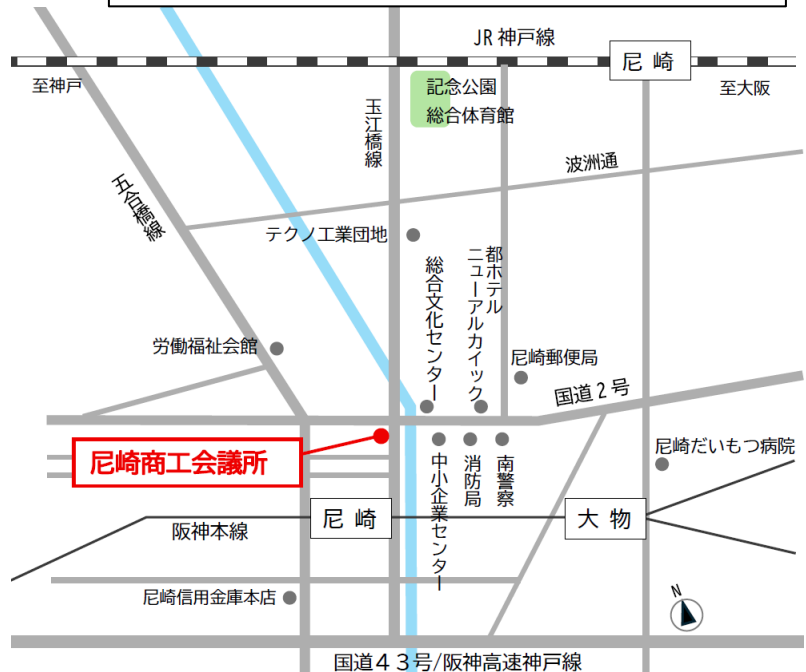 JR神戸線
尼崎
至神戸
記念公園
総合体育館
至大阪
玉江橋線
波洲通
五合橋線
テクノ工業団地
総合文化センター
都ホテル
ニューアルカイック
労働福祉会館
尼崎郵便局
国道2号
尼崎商工会議所
中小企業センター
消防局
南警察
尼崎だいもつ病院
阪神本線
尼崎
大物
尼崎信用金庫本店
N
国道43号/阪神高速神戸線